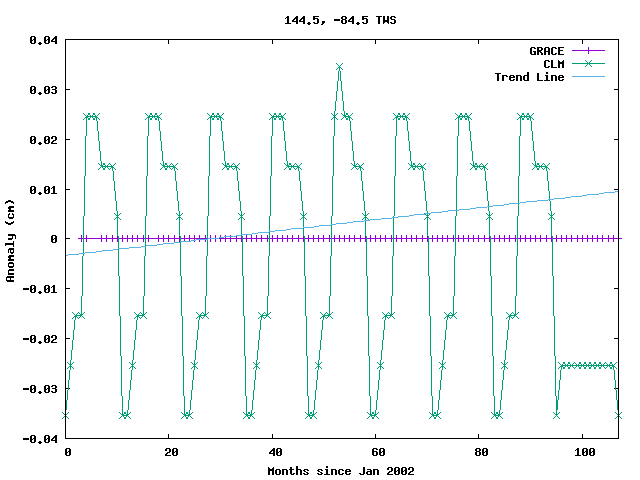 144.5, -84.5 TWS
GRACE
CLM
Trend Line
0.04
0.03
0.02
0.01
0
-0.01
-0.02
-0.03
-0.04
Anomaly (cm)
0 20 40 60 80 100
Months since Jan 2002